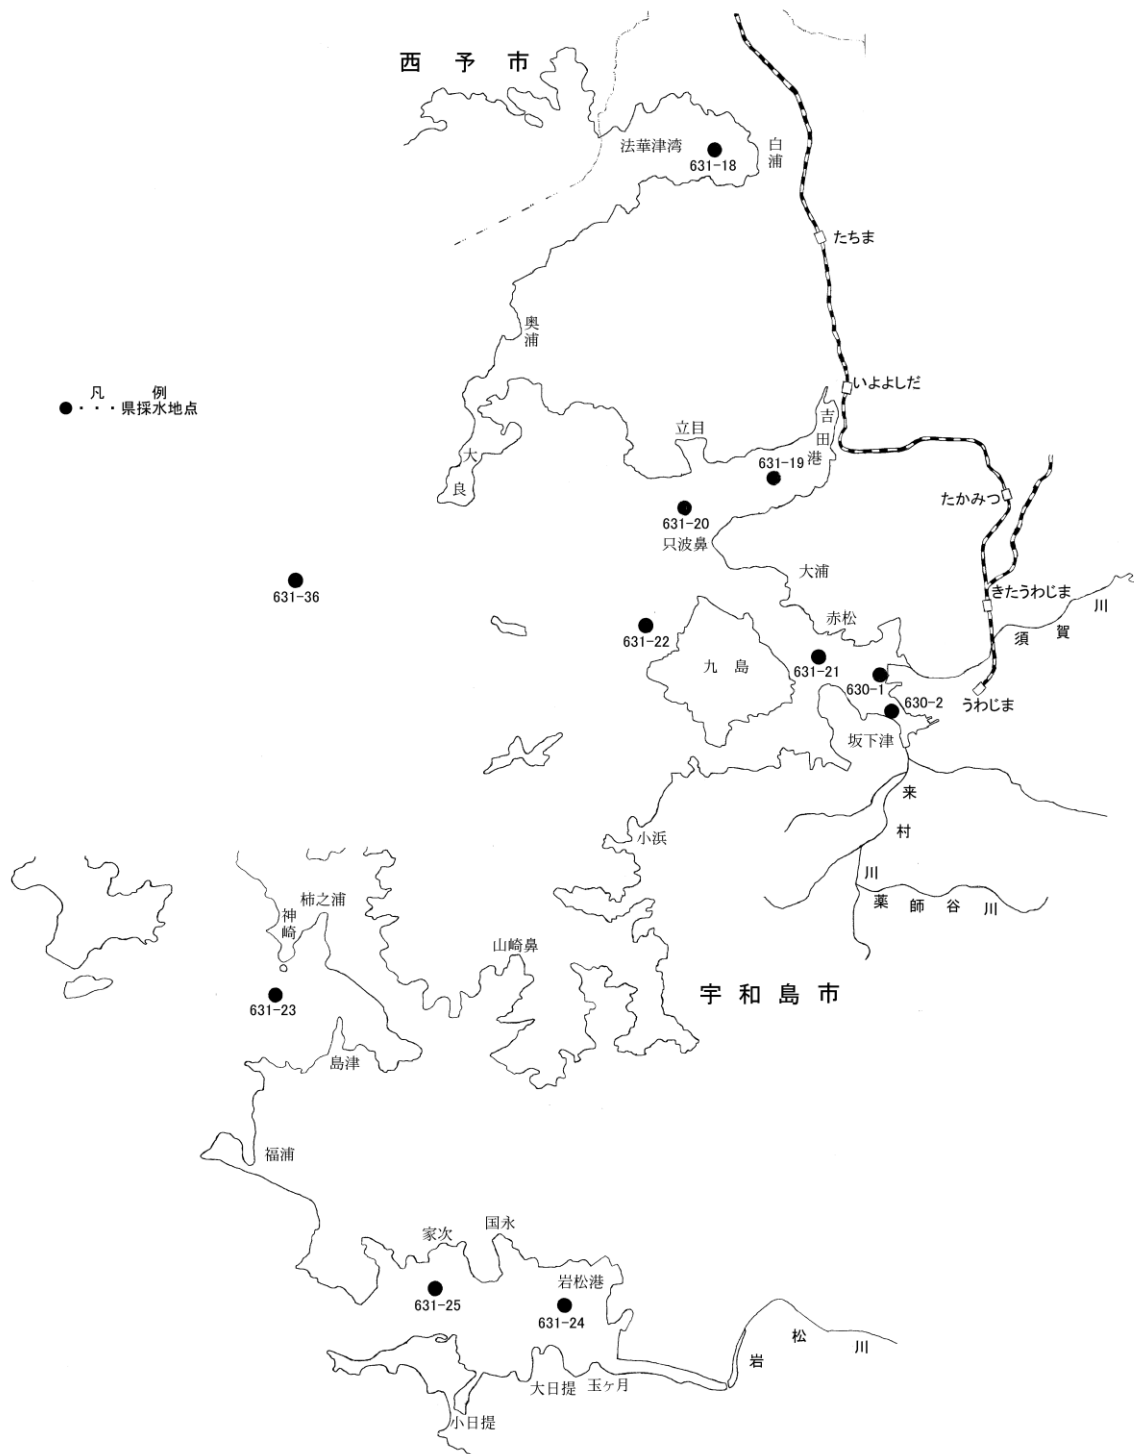 西予市
法華津湾
631-18
白浦
たちま
奥浦
凡例
●・・・県採水地点
いよよしだ
吉田港
立目
大良
631-19
たかみつ
631-20
只波鼻
大浦
631-36
きたうわじま
須賀川
赤松
631-22
九島
631-21
630-1
630-2
うわじま
坂下津
来村川
小浜
薬師谷川
柿之浦
神崎
山崎鼻
宇和島市
631-23
島津
福浦
国永
家次
岩松港
631-25
631-24
岩松川
大日提
玉ヶ月
小日提